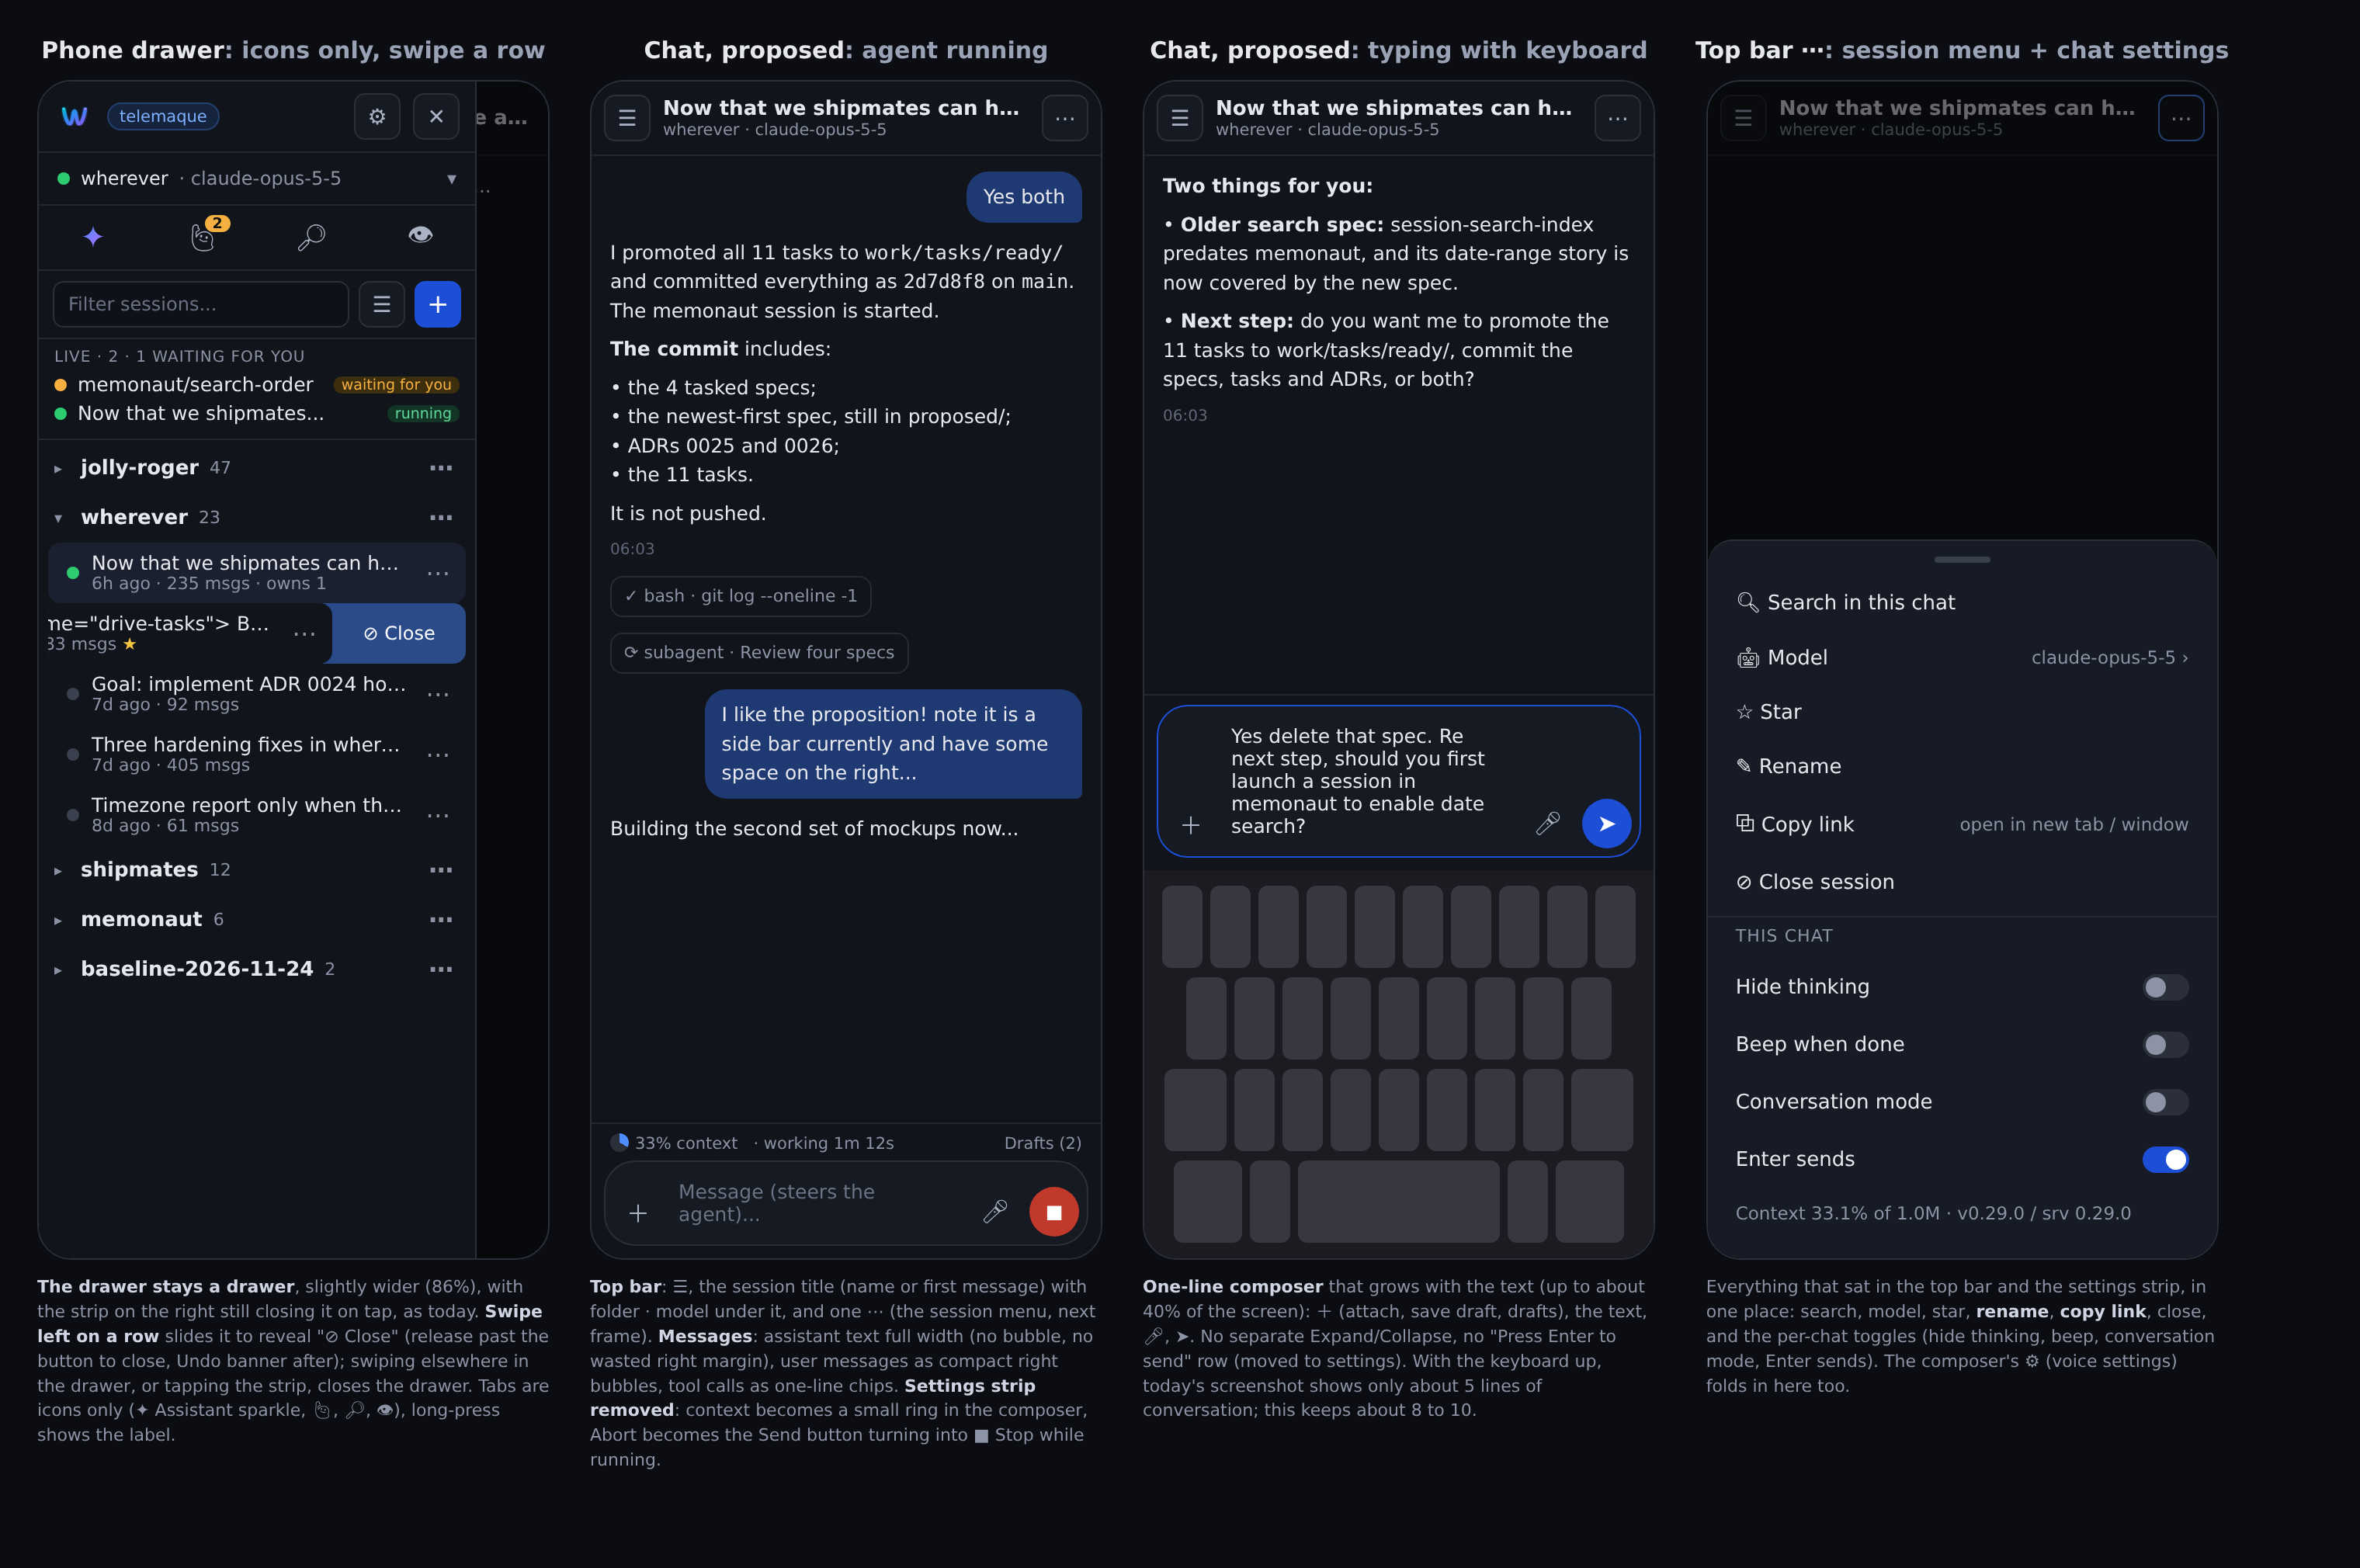 Phone drawer: icons only, swipe a row
telemaque
⚙
✕
e a…
wherever · claude-opus-5-5 ▾
…
✦
2
Filter sessions...
☰
+
LIVE · 2 · 1 WAITING FOR YOU
memonaut/search-order waiting for you
Now that we shipmates... running
▸ jolly-roger 47 ⋯
▾ wherever 23 ⋯
Now that we shipmates can h… ⋯
6h ago · 235 msgs · owns 1
me="drive-tasks"> B… ⋯ ⊘ Close
33 msgs ★
Goal: implement ADR 0024 ho… ⋯
7d ago · 92 msgs
Three hardening fixes in wher… ⋯
7d ago · 405 msgs
Timezone report only when th… ⋯
8d ago · 61 msgs
▸ shipmates 12 ⋯
▸ memonaut 6 ⋯
▸ baseline-2026-11-24 2 ⋯
The drawer stays a drawer, slightly wider (86%), with
the strip on the right still closing it on tap, as today. Swipe
left on a row slides it to reveal "⊘ Close" (release past the
button to close, Undo banner after); swiping elsewhere in
the drawer, or tapping the strip, closes the drawer. Tabs are
icons only (✦ Assistant sparkle, 👋, 🔎, 👁), long-press
shows the label.
Chat, proposed: agent running
☰ Now that we shipmates can h… ⋯
wherever · claude-opus-5-5
Yes both
I promoted all 11 tasks to work/tasks/ready/
and committed everything as 2d7d8f8 on main.
The memonaut session is started.
The commit includes:
• the 4 tasked specs;
• the newest-first spec, still in proposed/;
• ADRs 0025 and 0026;
• the 11 tasks.
It is not pushed.
06:03
✓ bash · git log --oneline -1
⟳ subagent · Review four specs
I like the proposition! note it is a
side bar currently and have some
space on the right...
Building the second set of mockups now...
33% context · working 1m 12s Drafts (2)
+ Message (steers the
agent)... 🎤 ■
Top bar: ☰, the session title (name or first message) with
folder · model under it, and one ⋯ (the session menu, next
frame). Messages: assistant text full width (no bubble, no
wasted right margin), user messages as compact right
bubbles, tool calls as one-line chips. Settings strip
removed: context becomes a small ring in the composer,
Abort becomes the Send button turning into ■ Stop while
running.
Chat, proposed: typing with keyboard
☰ Now that we shipmates can h… ⋯
wherever · claude-opus-5-5
Two things for you:
• Older search spec: session-search-index
predates memonaut, and its date-range story is
now covered by the new spec.
• Next step: do you want me to promote the
11 tasks to work/tasks/ready/, commit the
specs, tasks and ADRs, or both?
06:03
Yes delete that spec. Re
next step, should you first
launch a session in
memonaut to enable date
search?
+ 🎤 ➤
One-line composer that grows with the text (up to about
40% of the screen): + (attach, save draft, drafts), the text,
🎤, ➤. No separate Expand/Collapse, no "Press Enter to
send" row (moved to settings). With the keyboard up,
today's screenshot shows only about 5 lines of
conversation; this keeps about 8 to 10.
Top bar ⋯: session menu + chat settings
☰ Now that we shipmates can h… ⋯
wherever · claude-opus-5-5
🔍 Search in this chat
🤖 Model claude-opus-5-5 ›
☆ Star
✎ Rename
⧉ Copy link open in new tab / window
⊘ Close session
THIS CHAT
Hide thinking
Beep when done
Conversation mode
Enter sends
Context 33.1% of 1.0M · v0.29.0 / srv 0.29.0
Everything that sat in the top bar and the settings strip, in
one place: search, model, star, rename, copy link, close,
and the per-chat toggles (hide thinking, beep, conversation
mode, Enter sends). The composer's ⚙ (voice settings)
folds in here too.